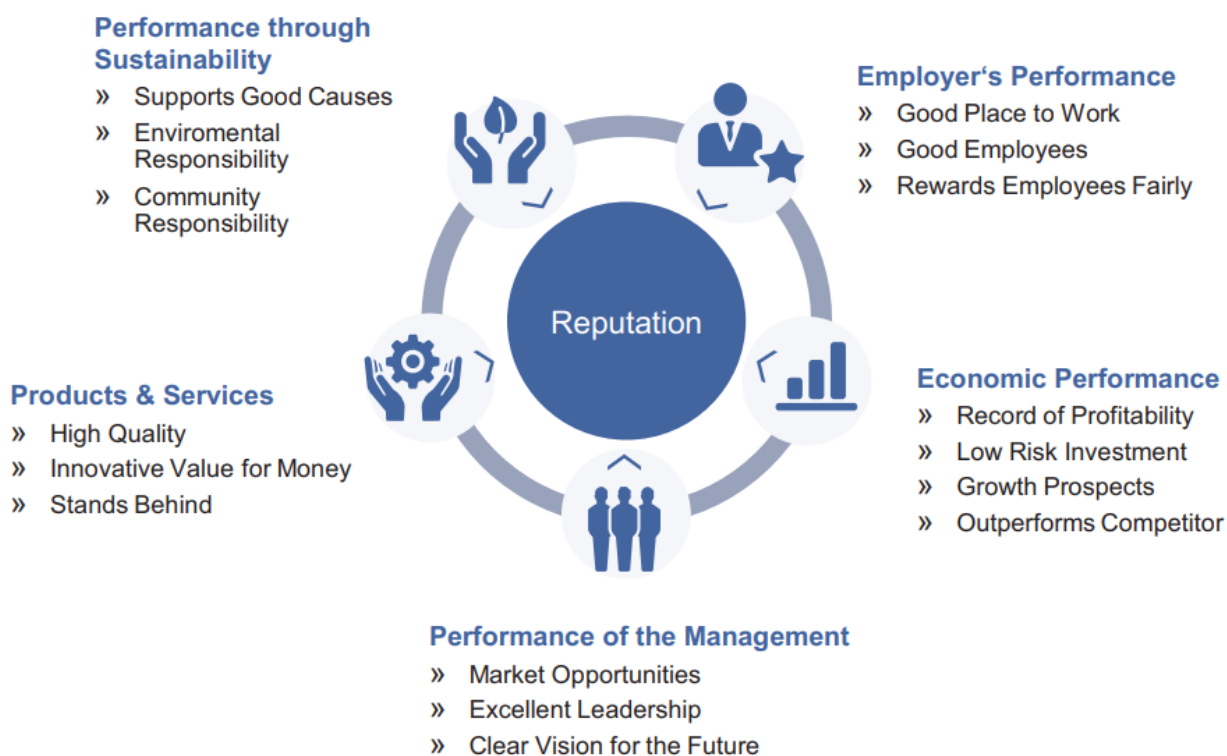 Performance through
Sustainability
» Supports Good Causes
» Enviromental
Responsibility
» Community
Responsibility
Employer‘s Performance
» Good Place to Work
» Good Employees
» Rewards Employees Fairly
Reputation
Products & Services
» High Quality
» Innovative Value for Money
» Stands Behind
Economic Performance
» Record of Profitability
» Low Risk Investment
» Growth Prospects
» Outperforms Competitor
Performance of the Management
» Market Opportunities
» Excellent Leadership
» Clear Vision for the Future